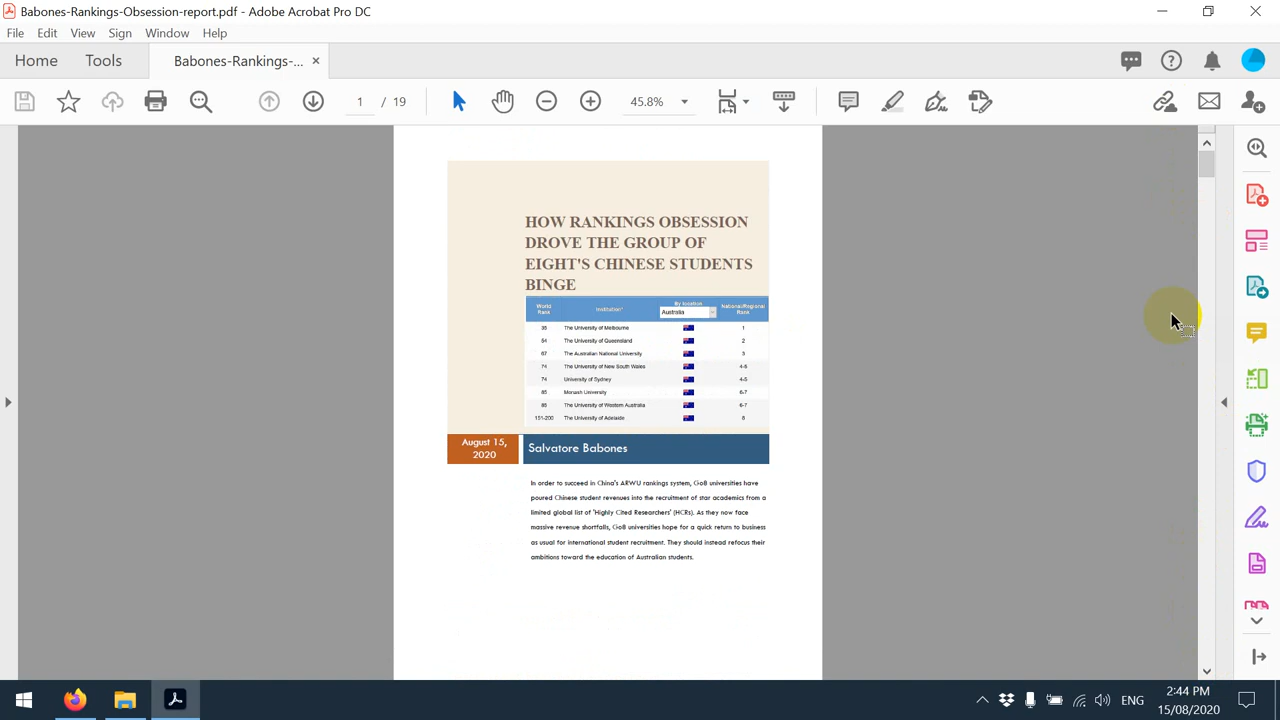 Babones-Rankings-Obsession-report.pdf - Adobe Acrobat Pro DC
File Edit View Sign Window Help
Home Tools Babones-Rankings-... ×
1 / 19 45.8%
HOW RANKINGS OBSESSION
DROVE THE GROUP OF
EIGHT'S CHINESE STUDENTS
BINGE
World Rank Institution* By location Australia National/Regional Rank
35 The University of Melbourne 1
54 The University of Queensland 2
67 The Australian National University 3
74 The University of New South Wales 4-5
74 University of Sydney 4-5
85 Monash University 6-7
85 The University of Western Australia 6-7
151-200 The University of Adelaide 8
August 15,
2020
Salvatore Babones
In order to succeed in China's ARWU rankings system, Go8 universities have
poured Chinese student revenues into the recruitment of star academics from a
limited global list of 'Highly Cited Researchers' (HCRs). As they now face
massive revenue shortfalls, Go8 universities hope for a quick return to business
as usual for international student recruitment. They should instead refocus their
ambitions toward the education of Australian students.
ENG
2:44 PM
15/08/2020